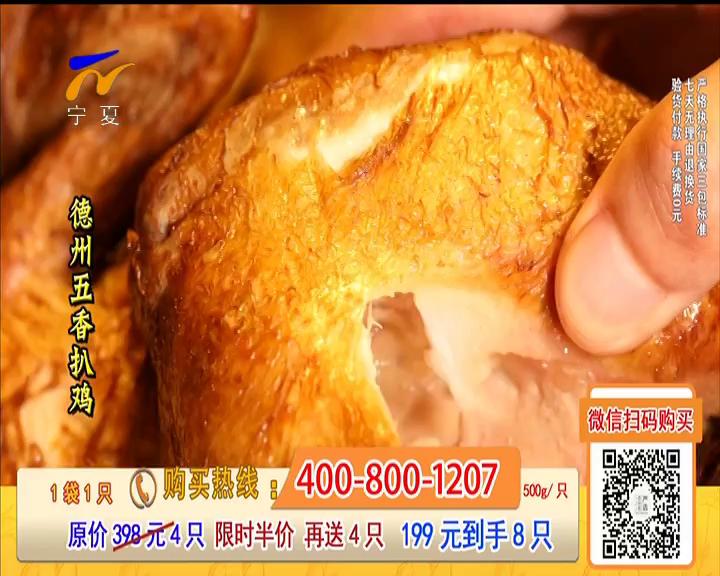 宁夏
严格执行国家三包标准
七天无理由退换货
验货付款 手续费0元
德州五香扒鸡
微信扫码购买
1袋1只
购买热线：
400-800-1207
500g/只
原价398元4只 限时半价 再送4只 199元到手8只